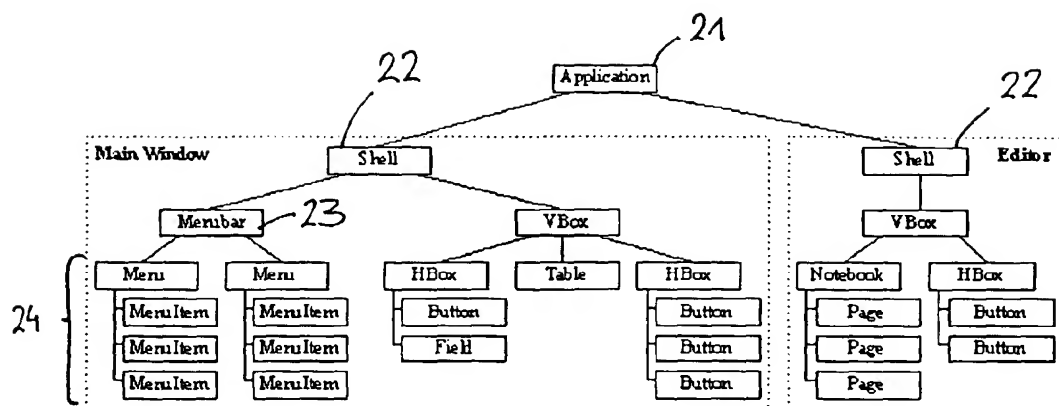 21
Application
22 22
Main Window Shell Shell Editor
Menubar 23 VBox VBox
Menu Menu HBox Table HBox Notebook HBox
24 MenuItem MenuItem Button Button Page Button
MenuItem MenuItem Field Button Page Button
MenuItem MenuItem Button Page